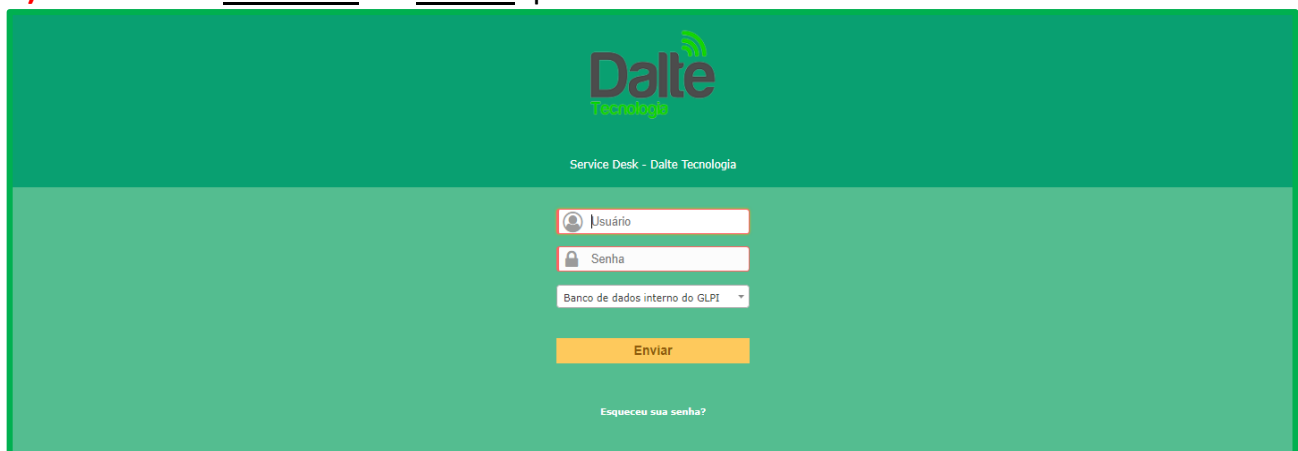 Dalte
Tecnologia
Service Desk - Dalte Tecnologia
Usuário
Senha
Banco de dados interno do GLPI
Enviar
Esqueceu sua senha?